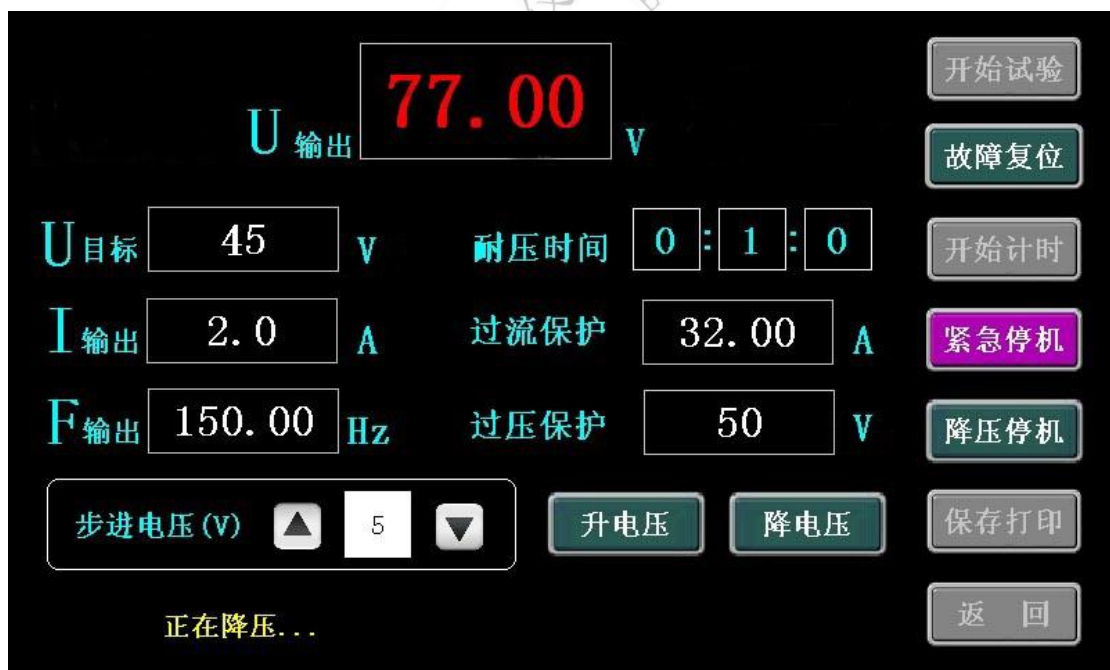 U输出 77.00 V
开始试验
故障复位
U目标 45 V 耐压时间 0:1:0
开始计时
I输出 2.0 A 过流保护 32.00 A
紧急停机
F输出 150.00 Hz 过压保护 50 V
降压停机
步进电压(V) 5 升电压 降电压
保存打印
正在降压...
返 回